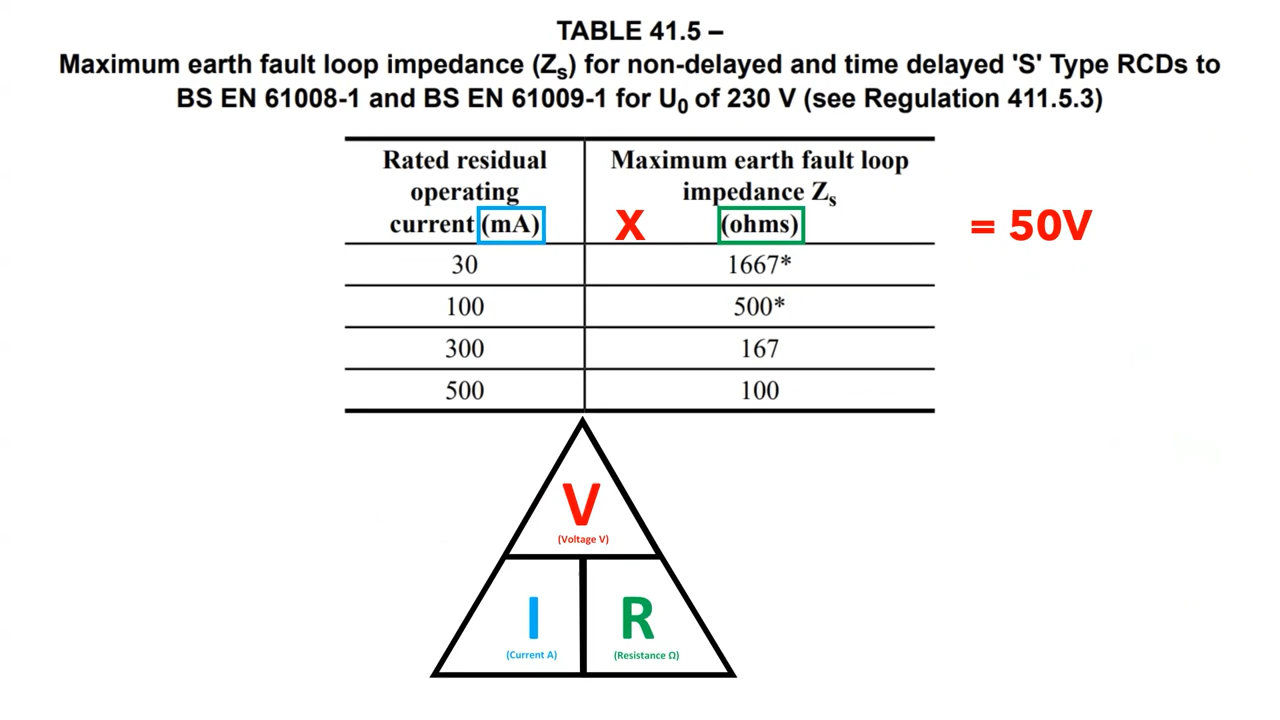 TABLE 41.5 –
Maximum earth fault loop impedance (Zs) for non-delayed and time delayed 'S' Type RCDs to
BS EN 61008-1 and BS EN 61009-1 for U0 of 230 V (see Regulation 411.5.3)
Rated residual operating current (mA)
X
Maximum earth fault loop impedance Zs (ohms)
= 50V
30 1667*
100 500*
300 167
500 100
V
(Voltage V)
I R
(Current A) (Resistance Ω)